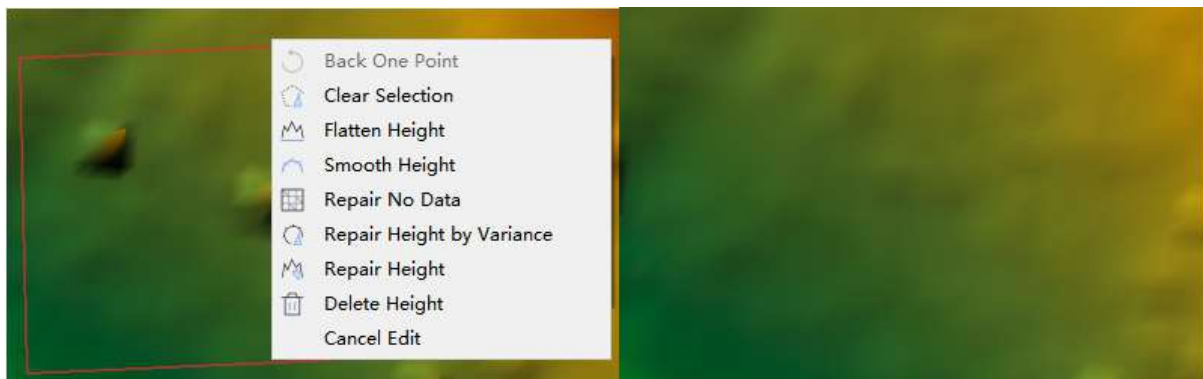 Back One Point
Clear Selection
Flatten Height
Smooth Height
Repair No Data
Repair Height by Variance
Repair Height
Delete Height
Cancel Edit